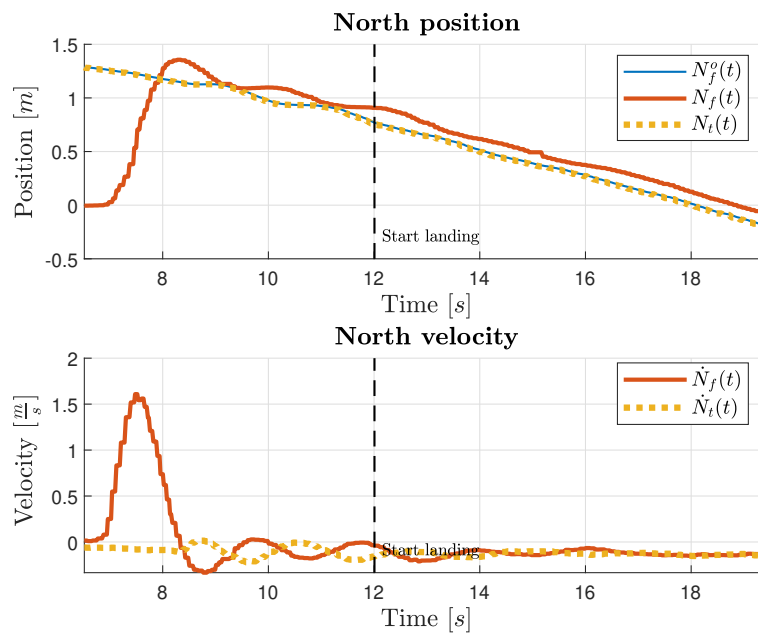 North position
1.5
1
0.5
0
-0.5
Position [m]
N_f^o(t)
N_f(t)
N_t(t)
Start landing
8 10 12 14 16 18
Time [s]
North velocity
2
1.5
1
0.5
0
Velocity [m/s]
Ṅ_f(t)
Ṅ_t(t)
Start landing
8 10 12 14 16 18
Time [s]